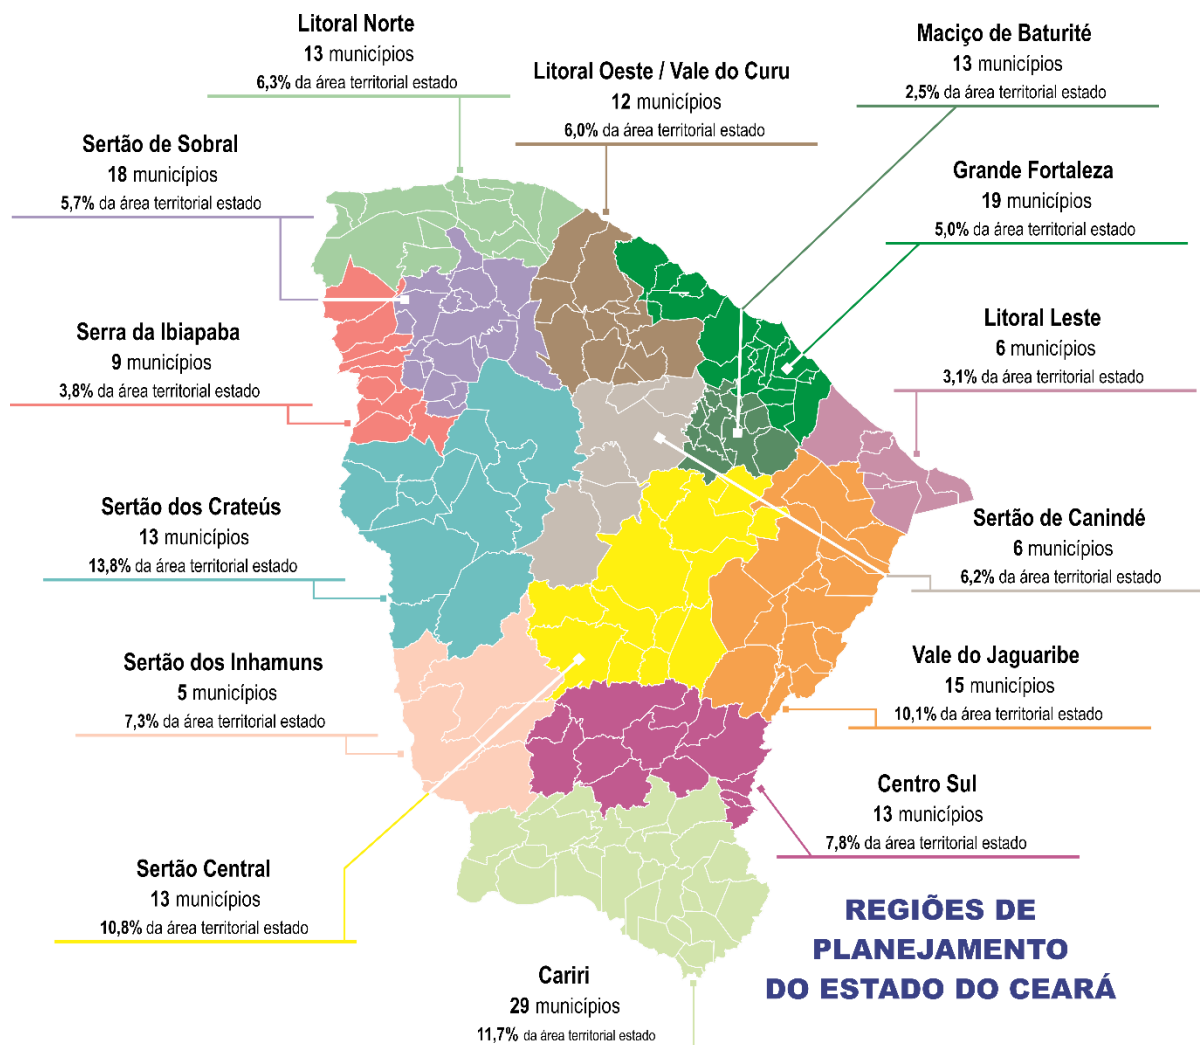 Litoral Norte
13 municípios
6,3% da área territorial estado
Litoral Oeste / Vale do Curu
12 municípios
6,0% da área territorial estado
Maciço de Baturité
13 municípios
2,5% da área territorial estado
Sertão de Sobral
18 municípios
5,7% da área territorial estado
Grande Fortaleza
19 municípios
5,0% da área territorial estado
Serra da Ibiapaba
9 municípios
3,8% da área territorial estado
Litoral Leste
6 municípios
3,1% da área territorial estado
Sertão dos Crateús
13 municípios
13,8% da área territorial estado
Sertão de Canindé
6 municípios
6,2% da área territorial estado
Sertão dos Inhamuns
5 municípios
7,3% da área territorial estado
Vale do Jaguaribe
15 municípios
10,1% da área territorial estado
Centro Sul
13 municípios
7,8% da área territorial estado
Sertão Central
13 municípios
10,8% da área territorial estado
Cariri
29 municípios
11,7% da área territorial estado
REGIÕES DE
PLANEJAMENTO
DO ESTADO DO CEARÁ